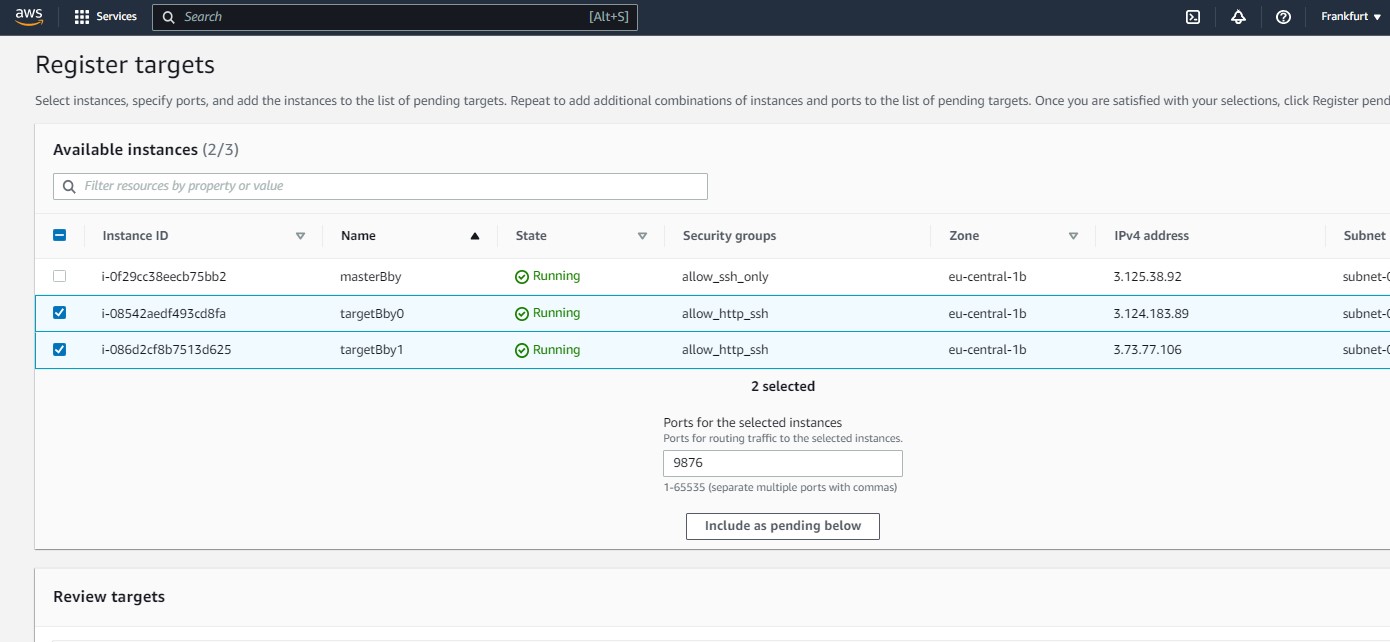 aws Services Search [Alt+S] Frankfurt
Register targets
Select instances, specify ports, and add the instances to the list of pending targets. Repeat to add additional combinations of instances and ports to the list of pending targets. Once you are satisfied with your selections, click Register pend
Available instances (2/3)
Filter resources by property or value
Instance ID Name State Security groups Zone IPv4 address Subnet
i-0f29cc38eecb75bb2 masterBby Running allow_ssh_only eu-central-1b 3.125.38.92 subnet-0
i-08542aedf493cd8fa targetBby0 Running allow_http_ssh eu-central-1b 3.124.183.89 subnet-0
i-086d2cf8b7513d625 targetBby1 Running allow_http_ssh eu-central-1b 3.73.77.106 subnet-0
2 selected
Ports for the selected instances
Ports for routing traffic to the selected instances.
9876
1-65535 (separate multiple ports with commas)
Include as pending below
Review targets